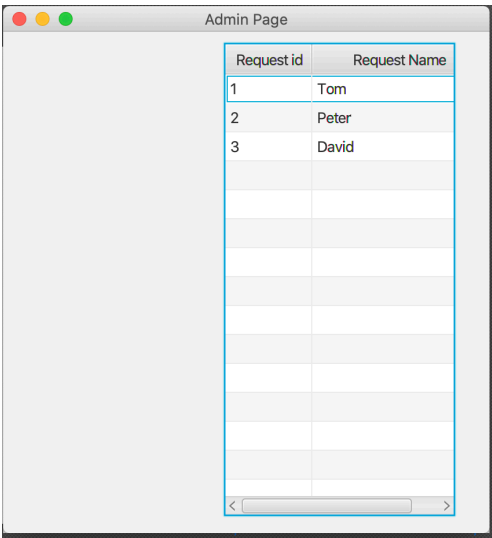 Admin Page
Request id Request Name
1 Tom
2 Peter
3 David